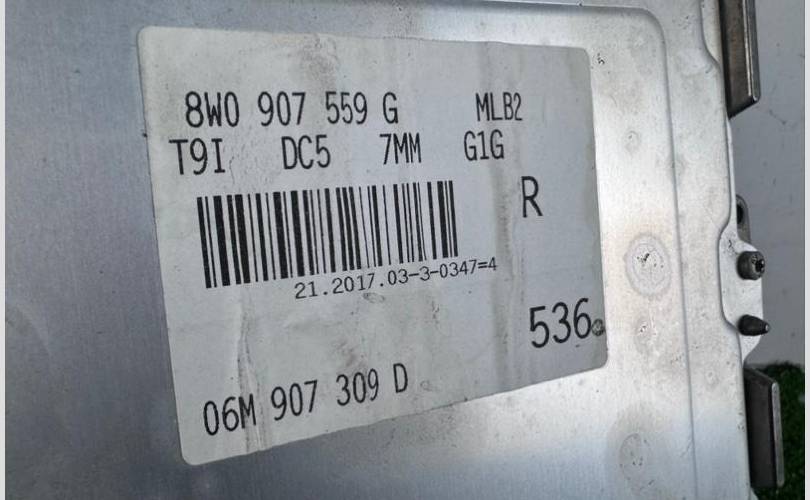 8W0 907 559 G MLB2
T9I DC5 7MM G1G
R
21.2017.03-3-0347=4
536
06M 907 309 D